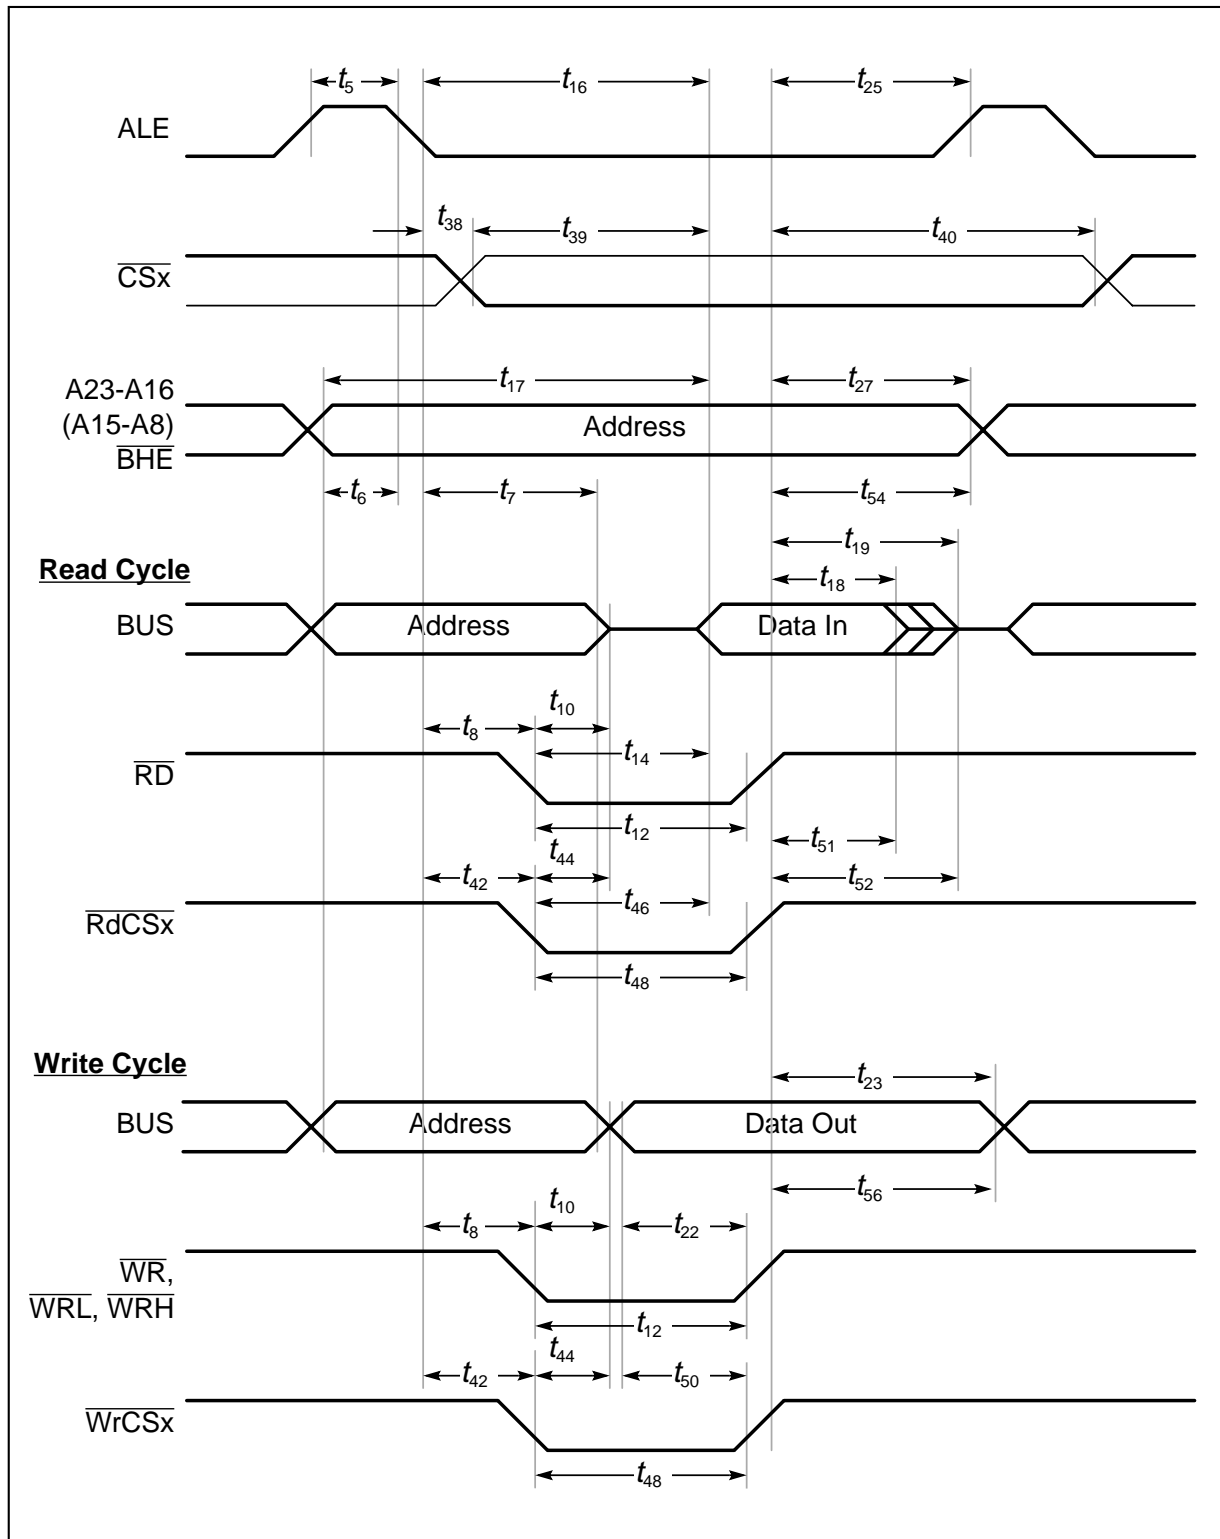 t5 t16 t25
ALE
t38 t39 t40
CSx
t17 t27
A23-A16
(A15-A8)
BHE
Address
t6 t7 t54
t19
Read Cycle
t18
BUS Address Data In
t10
t8
t14
RD
t12
t51
t44
t42 t52
t46
RdCSx
t48
Write Cycle
t23
BUS Address Data Out
t56
t10
t8 t22
WR,
WRL, WRH
t12
t44
t42 t50
WrCSx
t48